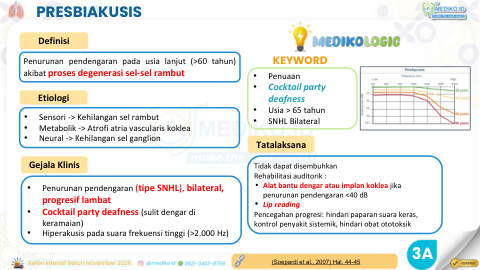 PRESBIAKUSIS
MEDIKO.ID
Definisi
Penurunan pendengaran pada usia lanjut (>60 tahun)
akibat proses degenerasi sel-sel rambut
Etiologi
• Sensori -> Kehilangan sel rambut
• Metabolik -> Atrofi atria vascularis koklea
• Neural -> Kehilangan sel ganglion
Gejala Klinis
• Penurunan pendengaran (tipe SNHL), bilateral,
progresif lambat
• Cocktail party deafness (sulit dengar di
keramaian)
• Hiperakusis pada suara frekuensi tinggi (>2.000 Hz)
MEDIKOLOGIC
KEYWORD
• Penuaan
• Cocktail party
deafness
• Usia > 65 tahun
• SNHL Bilateral
Tatalaksana
Tidak dapat disembuhkan
Rehabilitasi auditorik :
• Alat bantu dengar atau implan koklea jika
penurunan pendengaran <40 dB
• Lip reading
Pencegahan progresi: hindari paparan suara keras,
kontrol penyakit sistemik, hindari obat ototoksik
3A
(Soepardi et al., 2007) Hal. 44-45
MEDIKO.ID